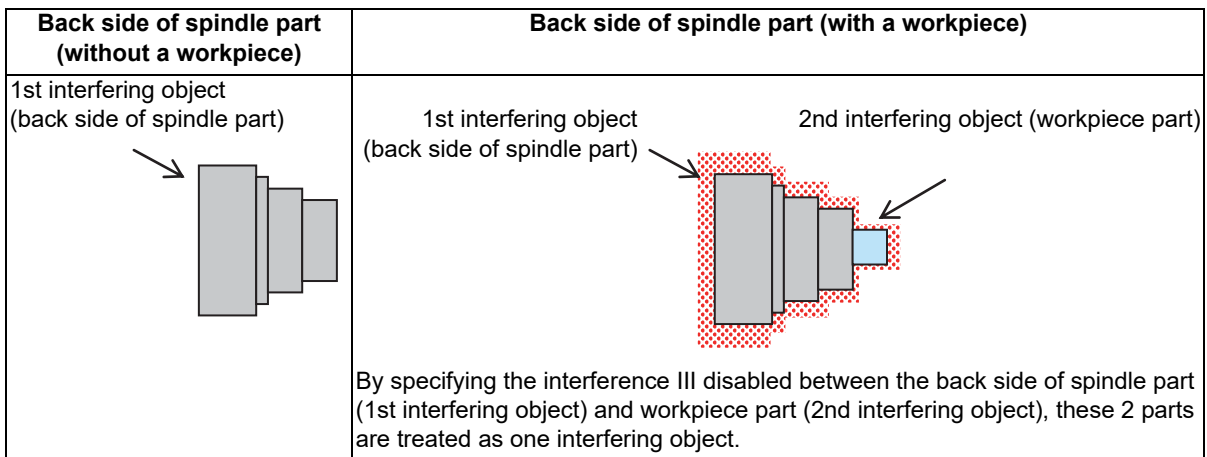 Back side of spindle part
(without a workpiece)
Back side of spindle part (with a workpiece)
1st interfering object
(back side of spindle part)
1st interfering object
(back side of spindle part)
2nd interfering object (workpiece part)
By specifying the interference III disabled between the back side of spindle part
(1st interfering object) and workpiece part (2nd interfering object), these 2 parts
are treated as one interfering object.